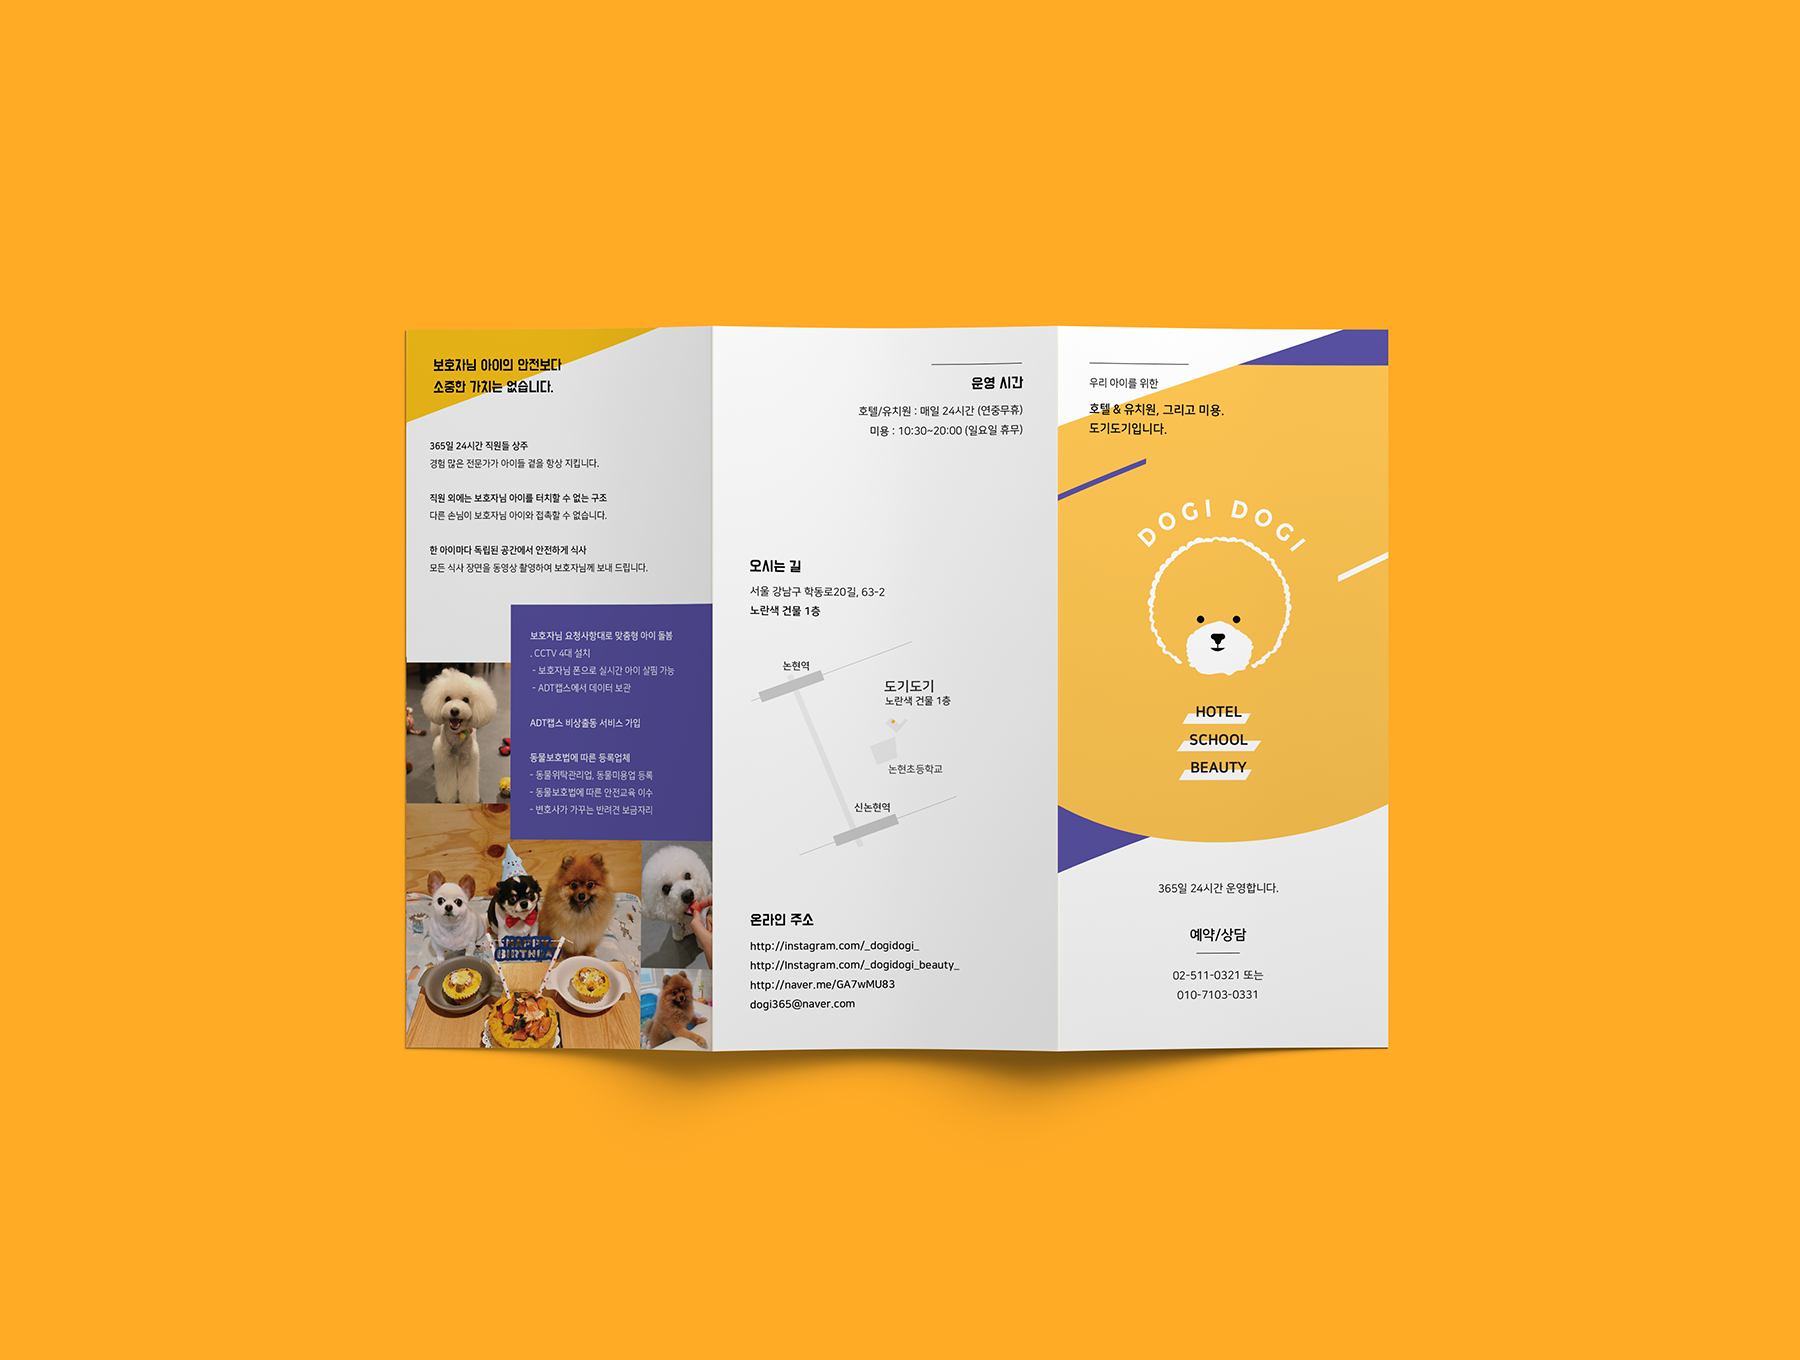 보호자님 아이의 안전보다
소중한 가치는 없습니다.
365일 24시간 직원들 상주
경험 많은 전문가가 아이들 곁을 항상 지킵니다.
직원 외에는 보호자님 아이를 터치할 수 없는 구조
다른 손님이 보호자님 아이와 접촉할 수 없습니다.
한 아이마다 독립된 공간에서 안전하게 식사
모든 식사 장면을 동영상 촬영하여 보호자님께 보내 드립니다.
보호자님 요청사항대로 맞춤형 아이 돌봄
. CCTV 4대 설치
- 보호자님 폰으로 실시간 아이 살핌 가능
- ADT캡스에서 데이터 보관
ADT캡스 비상출동 서비스 가입
동물보호법에 따른 등록업체
- 동물위탁관리업, 동물미용업 등록
- 동물보호법에 따른 안전교육 이수
- 변호사가 가꾸는 반려견 보금자리
HAPPY
운영 시간
호텔/유치원 : 매일 24시간 (연중무휴)
미용 : 10:30~20:00 (일요일 휴무)
오시는 길
서울 강남구 학동로20길, 63-2
노란색 건물 1층
논현역
도기도기
노란색 건물 1층
논현초등학교
신논현역
온라인 주소
http://instagram.com/_dogidogi_
http://Instagram.com/_dogidogi_beauty_
http://naver.me/GA7wMU83
dogi365@naver.com
우리 아이를 위한
호텔 & 유치원, 그리고 미용.
도기도기입니다.
DOGI DOGI
HOTEL
SCHOOL
BEAUTY
365일 24시간 운영합니다.
예약/상담
02-511-0321 또는
010-7103-0331